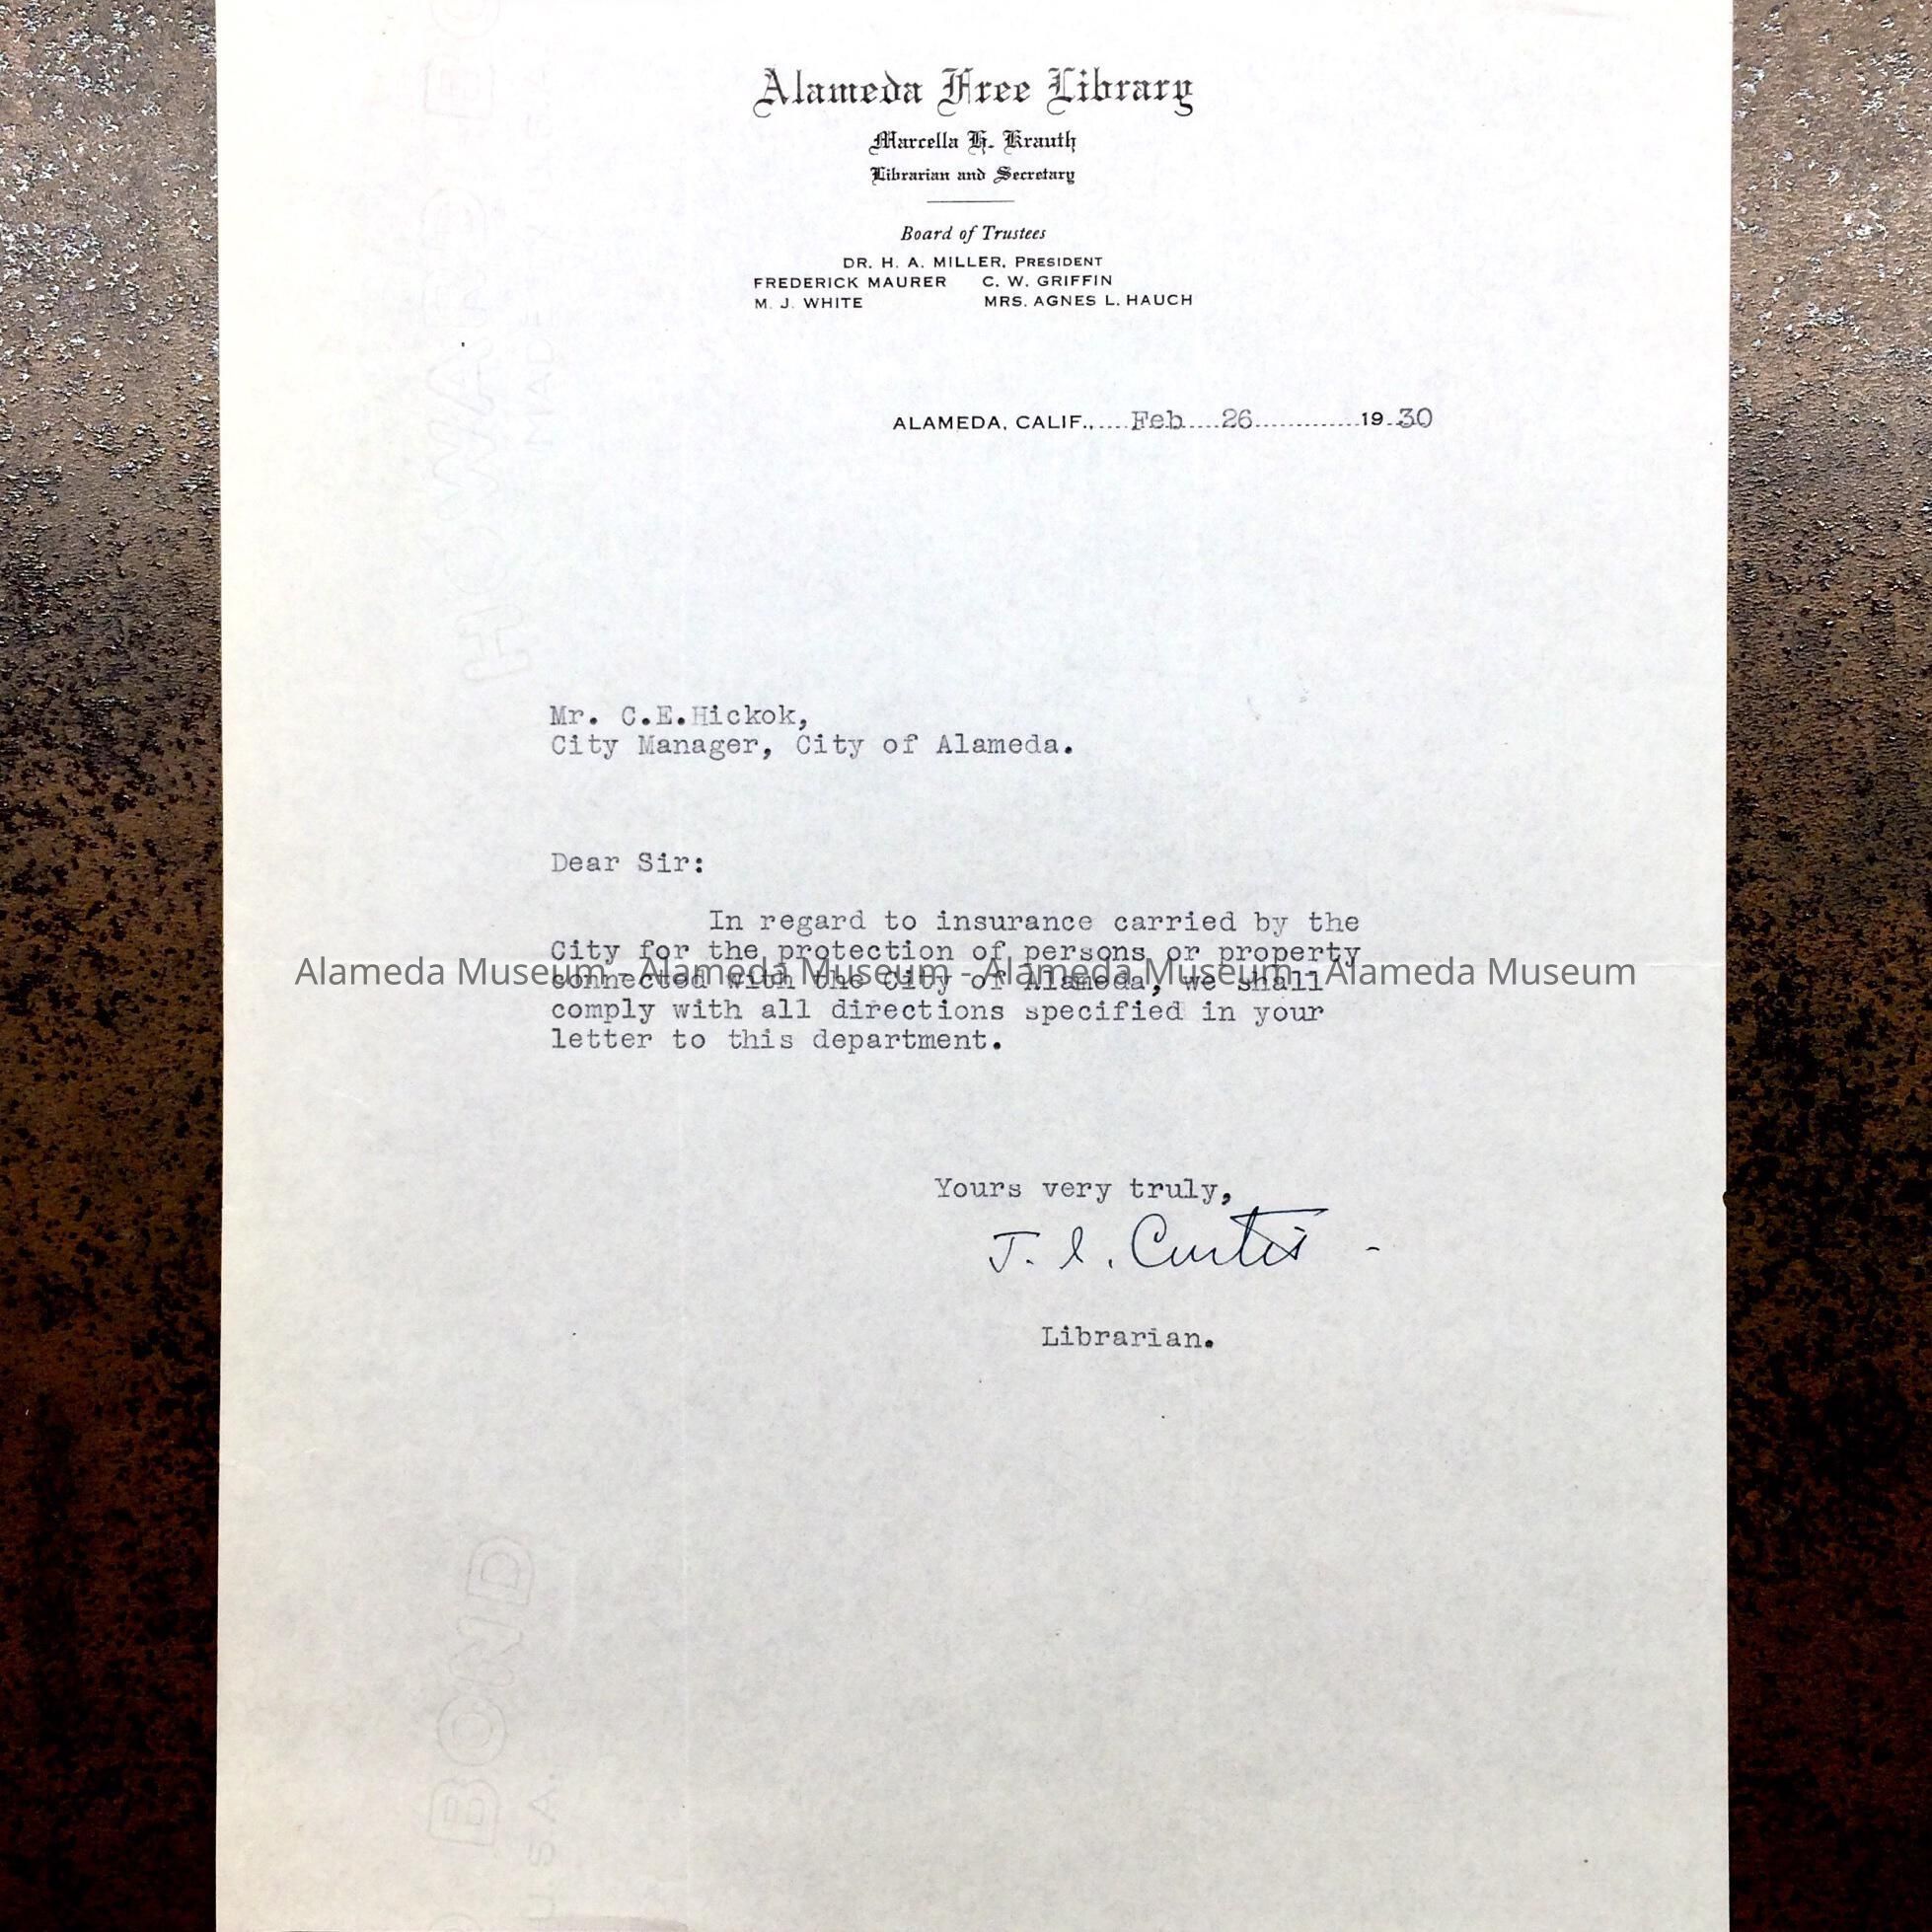 Alameda Free Library
Marcella H. Krauth
Librarian and Secretary
Board of Trustees
DR. H. A. MILLER, PRESIDENT
FREDERICK MAURER C. W. GRIFFIN
M. J. WHITE MRS. AGNES L. HAUCH
ALAMEDA, CALIF., Feb 26 19 30
Mr. C.E.Hickok,
City Manager, City of Alameda.
Dear Sir:
In regard to insurance carried by the
City for the protection of persons or property
connected with the City of Alameda, we shall
comply with all directions specified in your
letter to this department.
Alameda Museum - Alameda Museum - Alameda Museum - Alameda Museum
Yours very truly,
J. I. Curtis -
Librarian.
HOWARD
MADE
BOND
U.S.A.